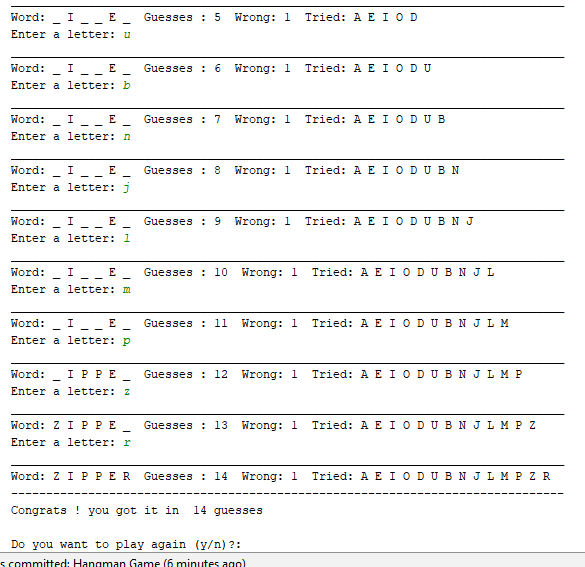 Word: _ I _ _ E _  Guesses : 5  Wrong: 1  Tried: A E I O D
Enter a letter: u
Word: _ I _ _ E _  Guesses : 6  Wrong: 1  Tried: A E I O D U
Enter a letter: b
Word: _ I _ _ E _  Guesses : 7  Wrong: 1  Tried: A E I O D U B
Enter a letter: n
Word: _ I _ _ E _  Guesses : 8  Wrong: 1  Tried: A E I O D U B N
Enter a letter: j
Word: _ I _ _ E _  Guesses : 9  Wrong: 1  Tried: A E I O D U B N J
Enter a letter: l
Word: _ I _ _ E _  Guesses : 10  Wrong: 1  Tried: A E I O D U B N J L
Enter a letter: m
Word: _ I _ _ E _  Guesses : 11  Wrong: 1  Tried: A E I O D U B N J L M
Enter a letter: p
Word: _ I P P E _  Guesses : 12  Wrong: 1  Tried: A E I O D U B N J L M P
Enter a letter: z
Word: Z I P P E _  Guesses : 13  Wrong: 1  Tried: A E I O D U B N J L M P Z
Enter a letter: r
Word: Z I P P E R  Guesses : 14  Wrong: 1  Tried: A E I O D U B N J L M P Z R
-------------------------------------------------------------------------------
Congrats ! you got it in  14 guesses
Do you want to play again (y/n)?:
s committed: Hangman Game (6 minutes ago)